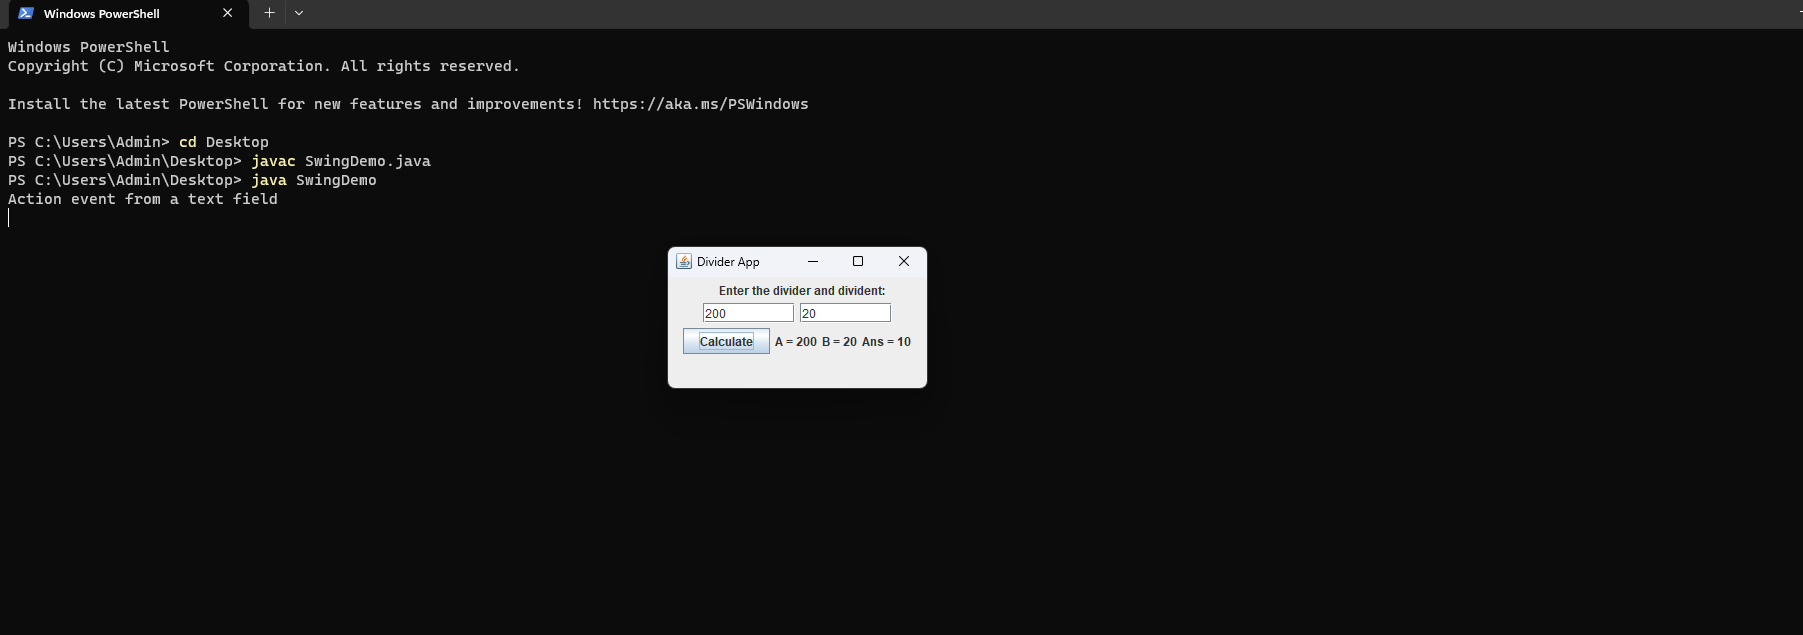 Windows PowerShell
Windows PowerShell
Copyright (C) Microsoft Corporation. All rights reserved.
Install the latest PowerShell for new features and improvements! https://aka.ms/PSWindows
PS C:\Users\Admin> cd Desktop
PS C:\Users\Admin\Desktop> javac SwingDemo.java
PS C:\Users\Admin\Desktop> java SwingDemo
Action event from a text field
Divider App
Enter the divider and divident:
200 20
Calculate A = 200 B = 20 Ans = 10